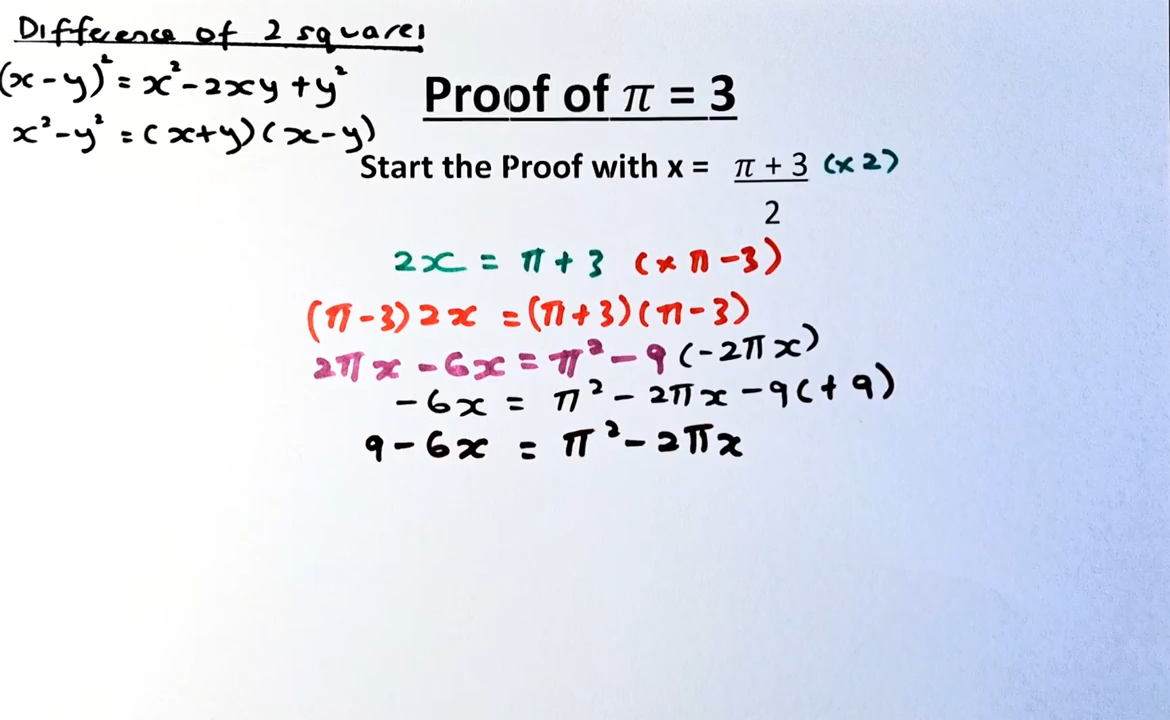 Difference of 2 squares
(x-y)² = x² - 2xy + y²
x² - y² = (x+y)(x-y)
Proof of π = 3
Start the Proof with x = π + 3 (x 2)
2
2x = π + 3 (x π - 3)
(π - 3) 2x = (π + 3)(π - 3)
2πx - 6x = π² - 9 (-2πx)
-6x = π² - 2πx - 9 (+ 9)
9 - 6x = π² - 2πx